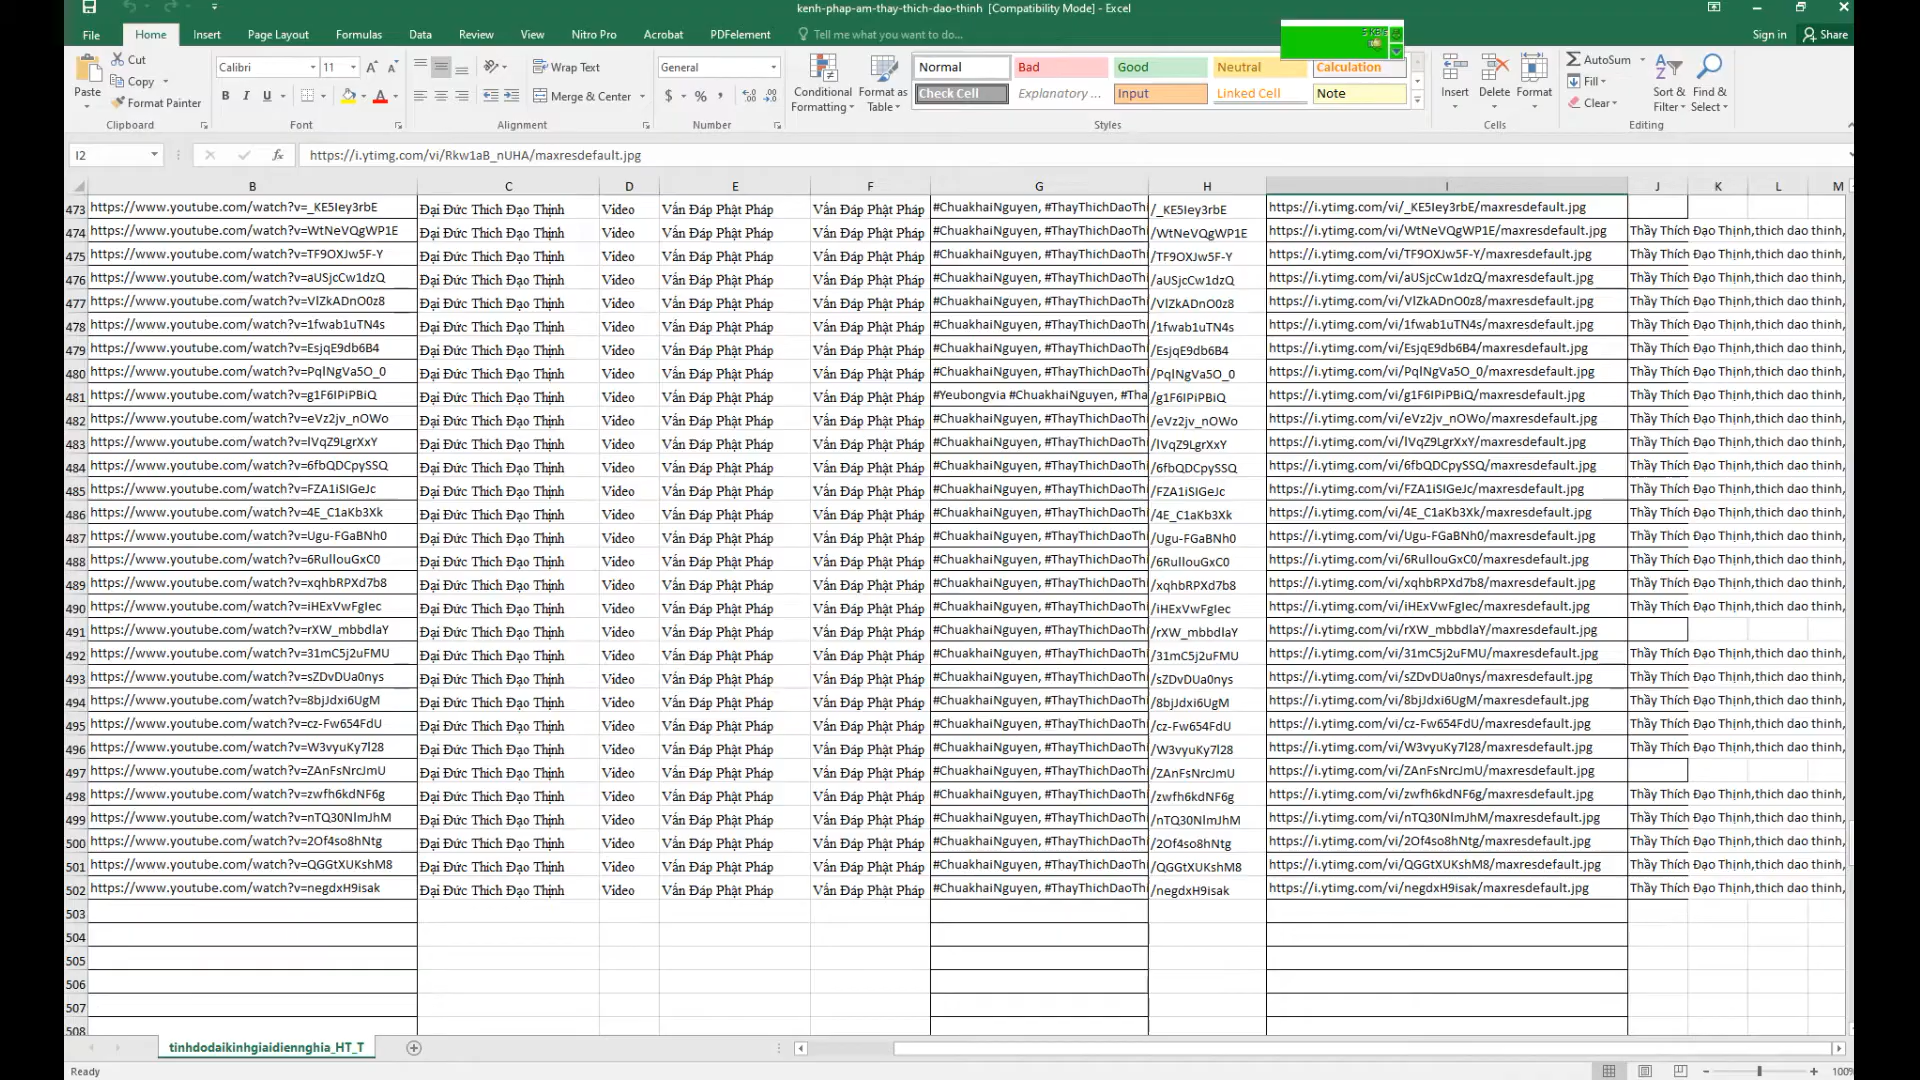 kenh-phap-am-thay-thich-dao-thinh [Compatibility Mode] - Excel
File Home Insert Page Layout Formulas Data Review View Nitro Pro Acrobat PDFelement Tell me what you want to do... Sign in Share
Paste Cut Copy Format Painter Clipboard
Calibri 11 B I U Font
Wrap Text Merge & Center Alignment
General $ % , Number
Conditional Formatting Format as Table
Normal Bad Good Neutral Calculation
Check Cell Explanatory ... Input Linked Cell Note
Styles
Insert Delete Format Cells
AutoSum Fill Clear Sort & Filter Find & Select Editing
I2 fx https://i.ytimg.com/vi/Rkw1aB_nUHA/maxresdefault.jpg
B C D E F G H I J K L M
473 https://www.youtube.com/watch?v=_KE5Iey3rbE Đại Đức Thích Đạo Thịnh Video Vấn Đáp Phật Pháp Vấn Đáp Phật Pháp #ChuakhaiNguyen, #ThayThichDaoThi /_KE5Iey3rbE https://i.ytimg.com/vi/_KE5Iey3rbE/maxresdefault.jpg
474 https://www.youtube.com/watch?v=WtNeVQgWP1E Đại Đức Thích Đạo Thịnh Video Vấn Đáp Phật Pháp Vấn Đáp Phật Pháp #ChuakhaiNguyen, #ThayThichDaoThi /WtNeVQgWP1E https://i.ytimg.com/vi/WtNeVQgWP1E/maxresdefault.jpg Thầy Thích Đạo Thịnh,thich dao thinh,
475 https://www.youtube.com/watch?v=TF9OXJw5F-Y Đại Đức Thích Đạo Thịnh Video Vấn Đáp Phật Pháp Vấn Đáp Phật Pháp #ChuakhaiNguyen, #ThayThichDaoThi /TF9OXJw5F-Y https://i.ytimg.com/vi/TF9OXJw5F-Y/maxresdefault.jpg Thầy Thích Đạo Thịnh,thich dao thinh,
476 https://www.youtube.com/watch?v=aUSjcCw1dzQ Đại Đức Thích Đạo Thịnh Video Vấn Đáp Phật Pháp Vấn Đáp Phật Pháp #ChuakhaiNguyen, #ThayThichDaoThi /aUSjcCw1dzQ https://i.ytimg.com/vi/aUSjcCw1dzQ/maxresdefault.jpg Thầy Thích Đạo Thịnh,thich dao thinh,
477 https://www.youtube.com/watch?v=VlZkADnO0z8 Đại Đức Thích Đạo Thịnh Video Vấn Đáp Phật Pháp Vấn Đáp Phật Pháp #ChuakhaiNguyen, #ThayThichDaoThi /VlZkADnO0z8 https://i.ytimg.com/vi/VlZkADnO0z8/maxresdefault.jpg Thầy Thích Đạo Thịnh,thich dao thinh,
478 https://www.youtube.com/watch?v=1fwab1uTN4s Đại Đức Thích Đạo Thịnh Video Vấn Đáp Phật Pháp Vấn Đáp Phật Pháp #ChuakhaiNguyen, #ThayThichDaoThi /1fwab1uTN4s https://i.ytimg.com/vi/1fwab1uTN4s/maxresdefault.jpg Thầy Thích Đạo Thịnh,thich dao thinh,
479 https://www.youtube.com/watch?v=EsjqE9db6B4 Đại Đức Thích Đạo Thịnh Video Vấn Đáp Phật Pháp Vấn Đáp Phật Pháp #ChuakhaiNguyen, #ThayThichDaoThi /EsjqE9db6B4 https://i.ytimg.com/vi/EsjqE9db6B4/maxresdefault.jpg Thầy Thích Đạo Thịnh,thich dao thinh,
480 https://www.youtube.com/watch?v=PqlNgVa5O_0 Đại Đức Thích Đạo Thịnh Video Vấn Đáp Phật Pháp Vấn Đáp Phật Pháp #ChuakhaiNguyen, #ThayThichDaoThi /PqlNgVa5O_0 https://i.ytimg.com/vi/PqlNgVa5O_0/maxresdefault.jpg Thầy Thích Đạo Thịnh,thich dao thinh,
481 https://www.youtube.com/watch?v=g1F6IPiPBiQ Đại Đức Thích Đạo Thịnh Video Vấn Đáp Phật Pháp Vấn Đáp Phật Pháp #Yeubongvia #ChuakhaiNguyen, #Tha /g1F6IPiPBiQ https://i.ytimg.com/vi/g1F6IPiPBiQ/maxresdefault.jpg Thầy Thích Đạo Thịnh,thich dao thinh,
482 https://www.youtube.com/watch?v=eVz2jv_nOWo Đại Đức Thích Đạo Thịnh Video Vấn Đáp Phật Pháp Vấn Đáp Phật Pháp #ChuakhaiNguyen, #ThayThichDaoThi /eVz2jv_nOWo https://i.ytimg.com/vi/eVz2jv_nOWo/maxresdefault.jpg Thầy Thích Đạo Thịnh,thich dao thinh,
483 https://www.youtube.com/watch?v=lVqZ9LgrXxY Đại Đức Thích Đạo Thịnh Video Vấn Đáp Phật Pháp Vấn Đáp Phật Pháp #ChuakhaiNguyen, #ThayThichDaoThi /lVqZ9LgrXxY https://i.ytimg.com/vi/lVqZ9LgrXxY/maxresdefault.jpg Thầy Thích Đạo Thịnh,thich dao thinh,
484 https://www.youtube.com/watch?v=6fbQDCpySSQ Đại Đức Thích Đạo Thịnh Video Vấn Đáp Phật Pháp Vấn Đáp Phật Pháp #ChuakhaiNguyen, #ThayThichDaoThi /6fbQDCpySSQ https://i.ytimg.com/vi/6fbQDCpySSQ/maxresdefault.jpg Thầy Thích Đạo Thịnh,thich dao thinh,
485 https://www.youtube.com/watch?v=FZA1iSIGeJc Đại Đức Thích Đạo Thịnh Video Vấn Đáp Phật Pháp Vấn Đáp Phật Pháp #ChuakhaiNguyen, #ThayThichDaoThi /FZA1iSIGeJc https://i.ytimg.com/vi/FZA1iSIGeJc/maxresdefault.jpg Thầy Thích Đạo Thịnh,thich dao thinh,
486 https://www.youtube.com/watch?v=4E_C1aKb3Xk Đại Đức Thích Đạo Thịnh Video Vấn Đáp Phật Pháp Vấn Đáp Phật Pháp #ChuakhaiNguyen, #ThayThichDaoThi /4E_C1aKb3Xk https://i.ytimg.com/vi/4E_C1aKb3Xk/maxresdefault.jpg Thầy Thích Đạo Thịnh,thich dao thinh,
487 https://www.youtube.com/watch?v=Ugu-FGaBNh0 Đại Đức Thích Đạo Thịnh Video Vấn Đáp Phật Pháp Vấn Đáp Phật Pháp #ChuakhaiNguyen, #ThayThichDaoThi /Ugu-FGaBNh0 https://i.ytimg.com/vi/Ugu-FGaBNh0/maxresdefault.jpg Thầy Thích Đạo Thịnh,thich dao thinh,
488 https://www.youtube.com/watch?v=6RullouGxC0 Đại Đức Thích Đạo Thịnh Video Vấn Đáp Phật Pháp Vấn Đáp Phật Pháp #ChuakhaiNguyen, #ThayThichDaoThi /6RullouGxC0 https://i.ytimg.com/vi/6RullouGxC0/maxresdefault.jpg Thầy Thích Đạo Thịnh,thich dao thinh,
489 https://www.youtube.com/watch?v=xqhbRPXd7b8 Đại Đức Thích Đạo Thịnh Video Vấn Đáp Phật Pháp Vấn Đáp Phật Pháp #ChuakhaiNguyen, #ThayThichDaoThi /xqhbRPXd7b8 https://i.ytimg.com/vi/xqhbRPXd7b8/maxresdefault.jpg Thầy Thích Đạo Thịnh,thich dao thinh,
490 https://www.youtube.com/watch?v=iHExVwFgIec Đại Đức Thích Đạo Thịnh Video Vấn Đáp Phật Pháp Vấn Đáp Phật Pháp #ChuakhaiNguyen, #ThayThichDaoThi /iHExVwFgIec https://i.ytimg.com/vi/iHExVwFgIec/maxresdefault.jpg Thầy Thích Đạo Thịnh,thich dao thinh,
491 https://www.youtube.com/watch?v=rXW_mbbdlaY Đại Đức Thích Đạo Thịnh Video Vấn Đáp Phật Pháp Vấn Đáp Phật Pháp #ChuakhaiNguyen, #ThayThichDaoThi /rXW_mbbdlaY https://i.ytimg.com/vi/rXW_mbbdlaY/maxresdefault.jpg
492 https://www.youtube.com/watch?v=31mC5j2uFMU Đại Đức Thích Đạo Thịnh Video Vấn Đáp Phật Pháp Vấn Đáp Phật Pháp #ChuakhaiNguyen, #ThayThichDaoThi /31mC5j2uFMU https://i.ytimg.com/vi/31mC5j2uFMU/maxresdefault.jpg Thầy Thích Đạo Thịnh,thich dao thinh,
493 https://www.youtube.com/watch?v=sZDvDUa0nys Đại Đức Thích Đạo Thịnh Video Vấn Đáp Phật Pháp Vấn Đáp Phật Pháp #ChuakhaiNguyen, #ThayThichDaoThi /sZDvDUa0nys https://i.ytimg.com/vi/sZDvDUa0nys/maxresdefault.jpg Thầy Thích Đạo Thịnh,thich dao thinh,
494 https://www.youtube.com/watch?v=8bjJdxi6UgM Đại Đức Thích Đạo Thịnh Video Vấn Đáp Phật Pháp Vấn Đáp Phật Pháp #ChuakhaiNguyen, #ThayThichDaoThi /8bjJdxi6UgM https://i.ytimg.com/vi/8bjJdxi6UgM/maxresdefault.jpg Thầy Thích Đạo Thịnh,thich dao thinh,
495 https://www.youtube.com/watch?v=cz-Fw654FdU Đại Đức Thích Đạo Thịnh Video Vấn Đáp Phật Pháp Vấn Đáp Phật Pháp #ChuakhaiNguyen, #ThayThichDaoThi /cz-Fw654FdU https://i.ytimg.com/vi/cz-Fw654FdU/maxresdefault.jpg Thầy Thích Đạo Thịnh,thich dao thinh,
496 https://www.youtube.com/watch?v=W3vyuKy7l28 Đại Đức Thích Đạo Thịnh Video Vấn Đáp Phật Pháp Vấn Đáp Phật Pháp #ChuakhaiNguyen, #ThayThichDaoThi /W3vyuKy7l28 https://i.ytimg.com/vi/W3vyuKy7l28/maxresdefault.jpg Thầy Thích Đạo Thịnh,thich dao thinh,
497 https://www.youtube.com/watch?v=ZAnFsNrcJmU Đại Đức Thích Đạo Thịnh Video Vấn Đáp Phật Pháp Vấn Đáp Phật Pháp #ChuakhaiNguyen, #ThayThichDaoThi /ZAnFsNrcJmU https://i.ytimg.com/vi/ZAnFsNrcJmU/maxresdefault.jpg
498 https://www.youtube.com/watch?v=zwfh6kdNF6g Đại Đức Thích Đạo Thịnh Video Vấn Đáp Phật Pháp Vấn Đáp Phật Pháp #ChuakhaiNguyen, #ThayThichDaoThi /zwfh6kdNF6g https://i.ytimg.com/vi/zwfh6kdNF6g/maxresdefault.jpg Thầy Thích Đạo Thịnh,thich dao thinh,
499 https://www.youtube.com/watch?v=nTQ30NlmJhM Đại Đức Thích Đạo Thịnh Video Vấn Đáp Phật Pháp Vấn Đáp Phật Pháp #ChuakhaiNguyen, #ThayThichDaoThi /nTQ30NlmJhM https://i.ytimg.com/vi/nTQ30NlmJhM/maxresdefault.jpg Thầy Thích Đạo Thịnh,thich dao thinh,
500 https://www.youtube.com/watch?v=2Of4so8hNtg Đại Đức Thích Đạo Thịnh Video Vấn Đáp Phật Pháp Vấn Đáp Phật Pháp #ChuakhaiNguyen, #ThayThichDaoThi /2Of4so8hNtg https://i.ytimg.com/vi/2Of4so8hNtg/maxresdefault.jpg Thầy Thích Đạo Thịnh,thich dao thinh,
501 https://www.youtube.com/watch?v=QGGtXUKshM8 Đại Đức Thích Đạo Thịnh Video Vấn Đáp Phật Pháp Vấn Đáp Phật Pháp #ChuakhaiNguyen, #ThayThichDaoThi /QGGtXUKshM8 https://i.ytimg.com/vi/QGGtXUKshM8/maxresdefault.jpg Thầy Thích Đạo Thịnh,thich dao thinh,
502 https://www.youtube.com/watch?v=negdxH9isak Đại Đức Thích Đạo Thịnh Video Vấn Đáp Phật Pháp Vấn Đáp Phật Pháp #ChuakhaiNguyen, #ThayThichDaoThi /negdxH9isak https://i.ytimg.com/vi/negdxH9isak/maxresdefault.jpg Thầy Thích Đạo Thịnh,thich dao thinh,
503
504
505
506
507
508
tinhdodaikinhgiaidiennghia_HT_T
Ready 100%